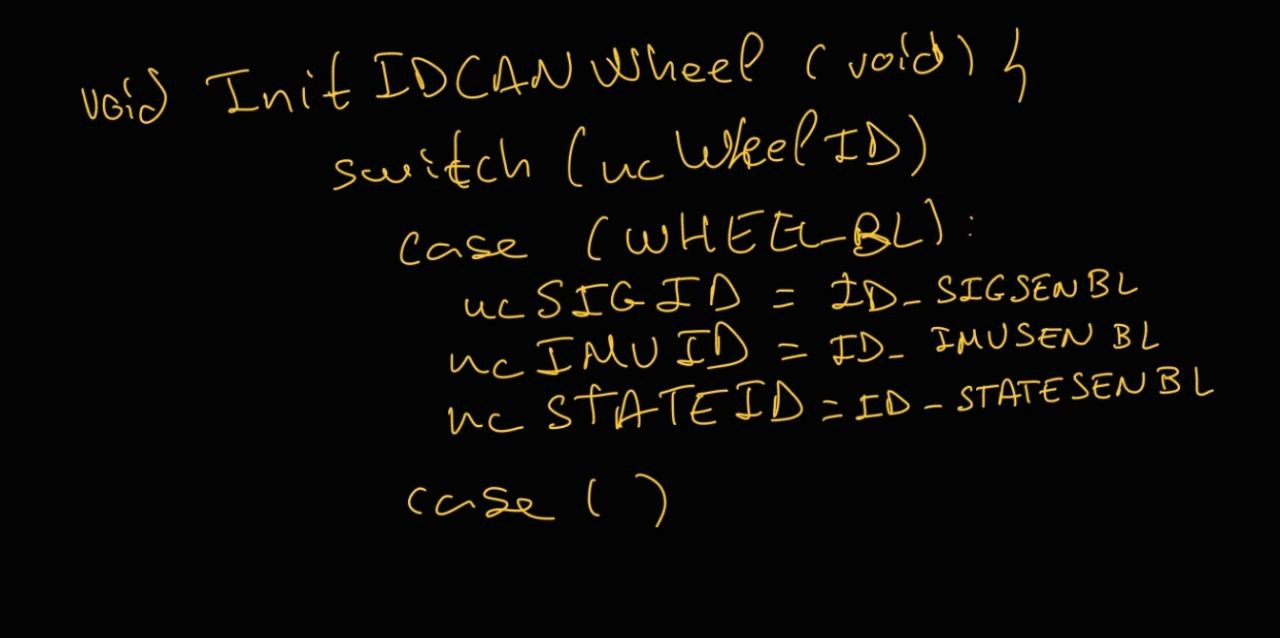 void InitIDCANWheel (void) {
switch (ucWheelID)
case (WHEEL_BL):
ucSIGID = ID_SIGSENBL
ucIMUID = ID_IMUSENBL
ucSTATEID = ID_STATESENBL
case ( )